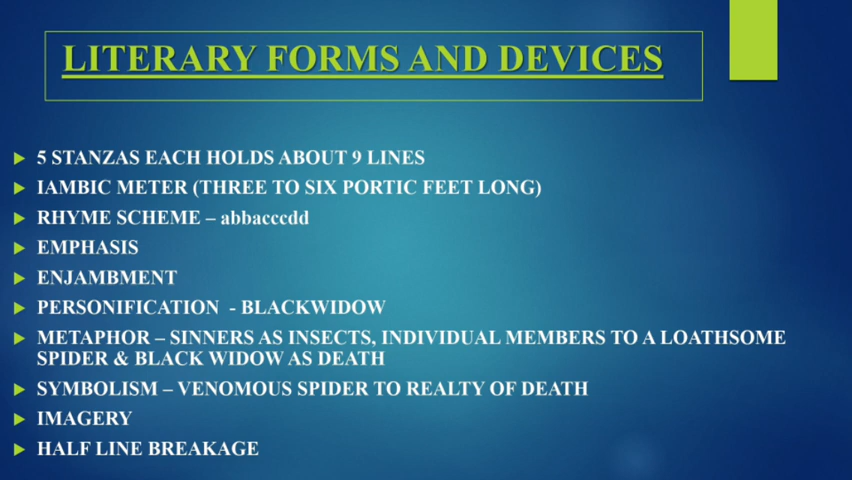 LITERARY FORMS AND DEVICES
5 STANZAS EACH HOLDS ABOUT 9 LINES
IAMBIC METER (THREE TO SIX PORTIC FEET LONG)
RHYME SCHEME – abbacccdd
EMPHASIS
ENJAMBMENT
PERSONIFICATION - BLACKWIDOW
METAPHOR – SINNERS AS INSECTS, INDIVIDUAL MEMBERS TO A LOATHSOME
SPIDER & BLACK WIDOW AS DEATH
SYMBOLISM – VENOMOUS SPIDER TO REALTY OF DEATH
IMAGERY
HALF LINE BREAKAGE